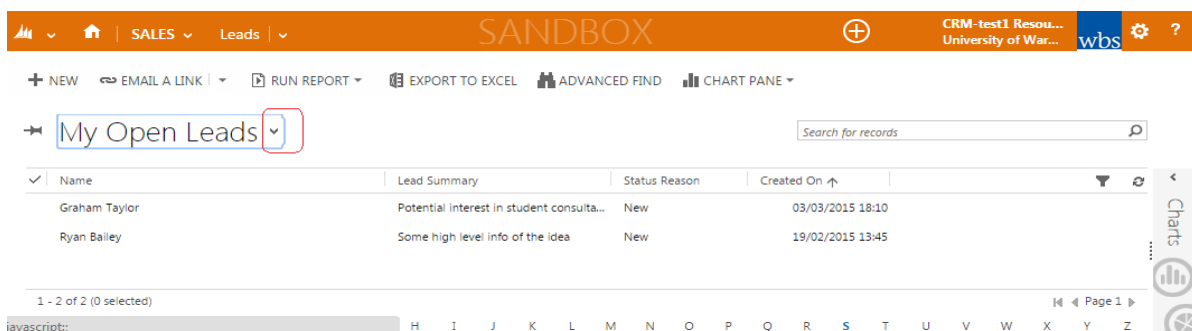 SALES Leads SANDBOX CRM-test1 Resou...
University of War... wbs ?
NEW EMAIL A LINK RUN REPORT EXPORT TO EXCEL ADVANCED FIND CHART PANE
My Open Leads Search for records
Name Lead Summary Status Reason Created On
Graham Taylor Potential interest in student consulta... New 03/03/2015 18:10
Ryan Bailey Some high level info of the idea New 19/02/2015 13:45
Charts
1 - 2 of 2 (0 selected) Page 1
javascript:; H I J K L M N O P Q R S T U V W X Y Z